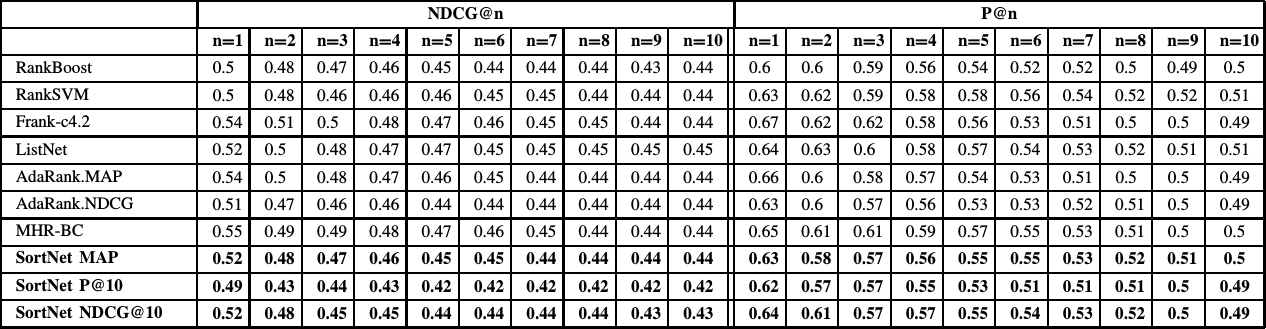 NDCG@n P@n
n=1 n=2 n=3 n=4 n=5 n=6 n=7 n=8 n=9 n=10 n=1 n=2 n=3 n=4 n=5 n=6 n=7 n=8 n=9 n=10
RankBoost 0.5 0.48 0.47 0.46 0.45 0.44 0.44 0.44 0.43 0.44 0.6 0.6 0.59 0.56 0.54 0.52 0.52 0.5 0.49 0.5
RankSVM 0.5 0.48 0.46 0.46 0.46 0.45 0.45 0.44 0.44 0.44 0.63 0.62 0.59 0.58 0.58 0.56 0.54 0.52 0.52 0.51
Frank-c4.2 0.54 0.51 0.5 0.48 0.47 0.46 0.45 0.45 0.44 0.44 0.67 0.62 0.62 0.58 0.56 0.53 0.51 0.5 0.5 0.49
ListNet 0.52 0.5 0.48 0.47 0.47 0.45 0.45 0.45 0.45 0.45 0.64 0.63 0.6 0.58 0.57 0.54 0.53 0.52 0.51 0.51
AdaRank.MAP 0.54 0.5 0.48 0.47 0.46 0.45 0.44 0.44 0.44 0.44 0.66 0.6 0.58 0.57 0.54 0.53 0.51 0.5 0.5 0.49
AdaRank.NDCG 0.51 0.47 0.46 0.46 0.44 0.44 0.44 0.44 0.44 0.44 0.63 0.6 0.57 0.56 0.53 0.53 0.52 0.51 0.5 0.49
MHR-BC 0.55 0.49 0.49 0.48 0.47 0.46 0.45 0.44 0.44 0.44 0.65 0.61 0.61 0.59 0.57 0.55 0.53 0.51 0.5 0.5
SortNet MAP 0.52 0.48 0.47 0.46 0.45 0.45 0.44 0.44 0.44 0.44 0.63 0.58 0.57 0.56 0.55 0.55 0.53 0.52 0.51 0.5
SortNet P@10 0.49 0.43 0.44 0.43 0.42 0.42 0.42 0.42 0.42 0.42 0.62 0.57 0.57 0.55 0.53 0.51 0.51 0.51 0.5 0.49
SortNet NDCG@10 0.52 0.48 0.45 0.45 0.44 0.44 0.44 0.44 0.43 0.43 0.64 0.61 0.57 0.57 0.55 0.54 0.53 0.52 0.5 0.49